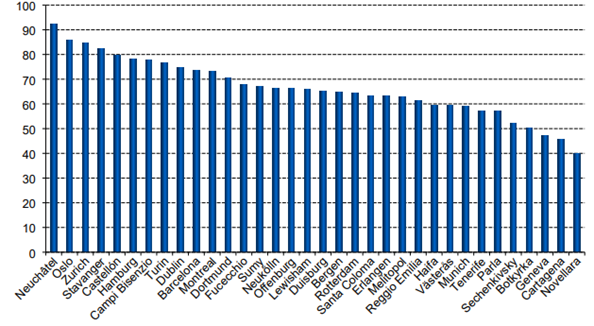 100
90
80
70
60
50
40
30
20
10
0
Neuchâtel
Oslo
Zurich
Stavanger
Castellón
Hamburg
Campi Bisenzio
Turin
Dublin
Barcelona
Montreal
Dortmund
Fucecchio
Sumy
Neukölln
Offenburg
Lewisham
Duisburg
Bergen
Rotterdam
Santa Coloma
Erlangen
Melitopol
Reggio Emilia
Haifa
Västerås
Munich
Tenerife
Parla
Sechenkivsky
Botkyrka
Geneva
Cartagena
Novellara